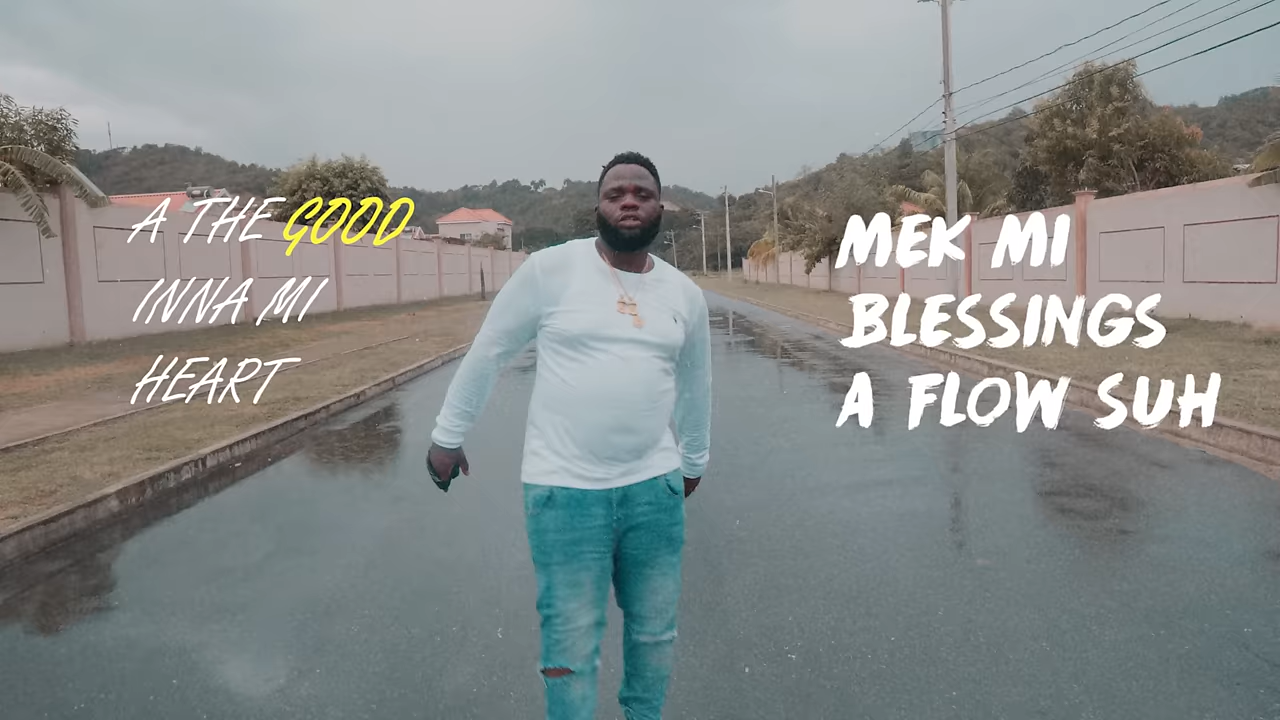 A THE GOOD
INNA MI
HEART
MEK MI
BLESSINGS
A FLOW SUH